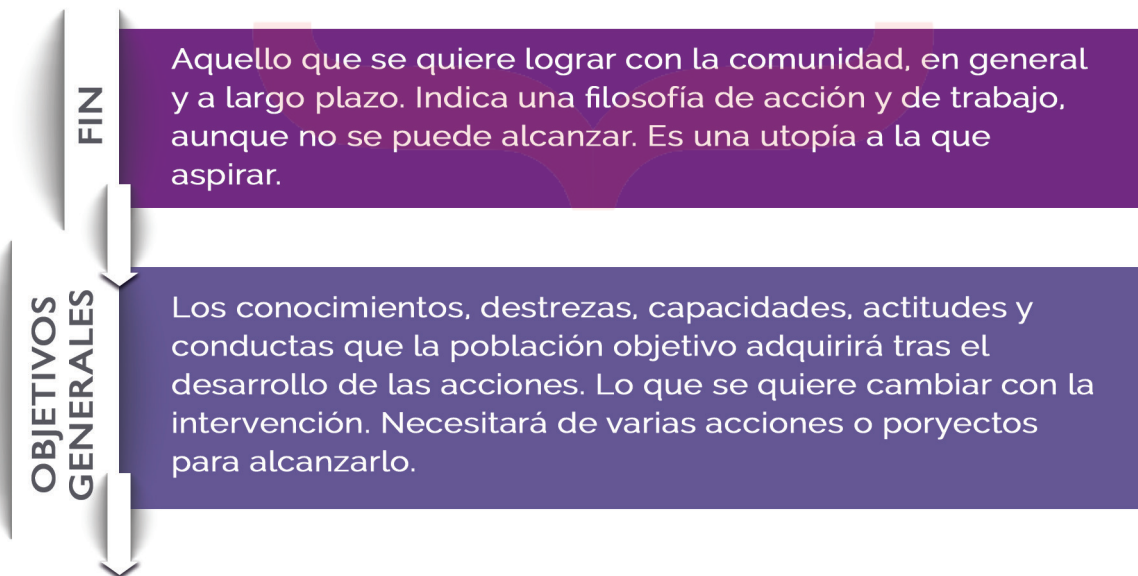 FIN
Aquello que se quiere lograr con la comunidad, en general
y a largo plazo. Indica una filosofía de acción y de trabajo,
aunque no se puede alcanzar. Es una utopía a la que
aspirar.
OBJETIVOS
GENERALES
Los conocimientos, destrezas, capacidades, actitudes y
conductas que la población objetivo adquirirá tras el
desarrollo de las acciones. Lo que se quiere cambiar con la
intervención. Necesitará de varias acciones o poryectos
para alcanzarlo.